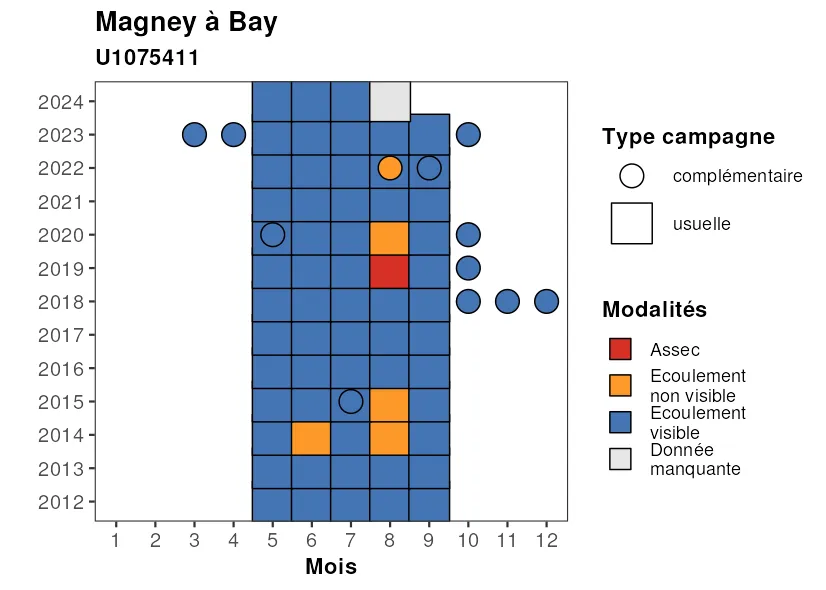 Magney à Bay
U1075411
2024
2023
2022
2021
2020
2019
2018
2017
2016
2015
2014
2013
2012
1 2 3 4 5 6 7 8 9 10 11 12
Mois
Type campagne
complémentaire
usuelle
Modalités
Assec
Ecoulement
non visible
Ecoulement
visible
Donnée
manquante